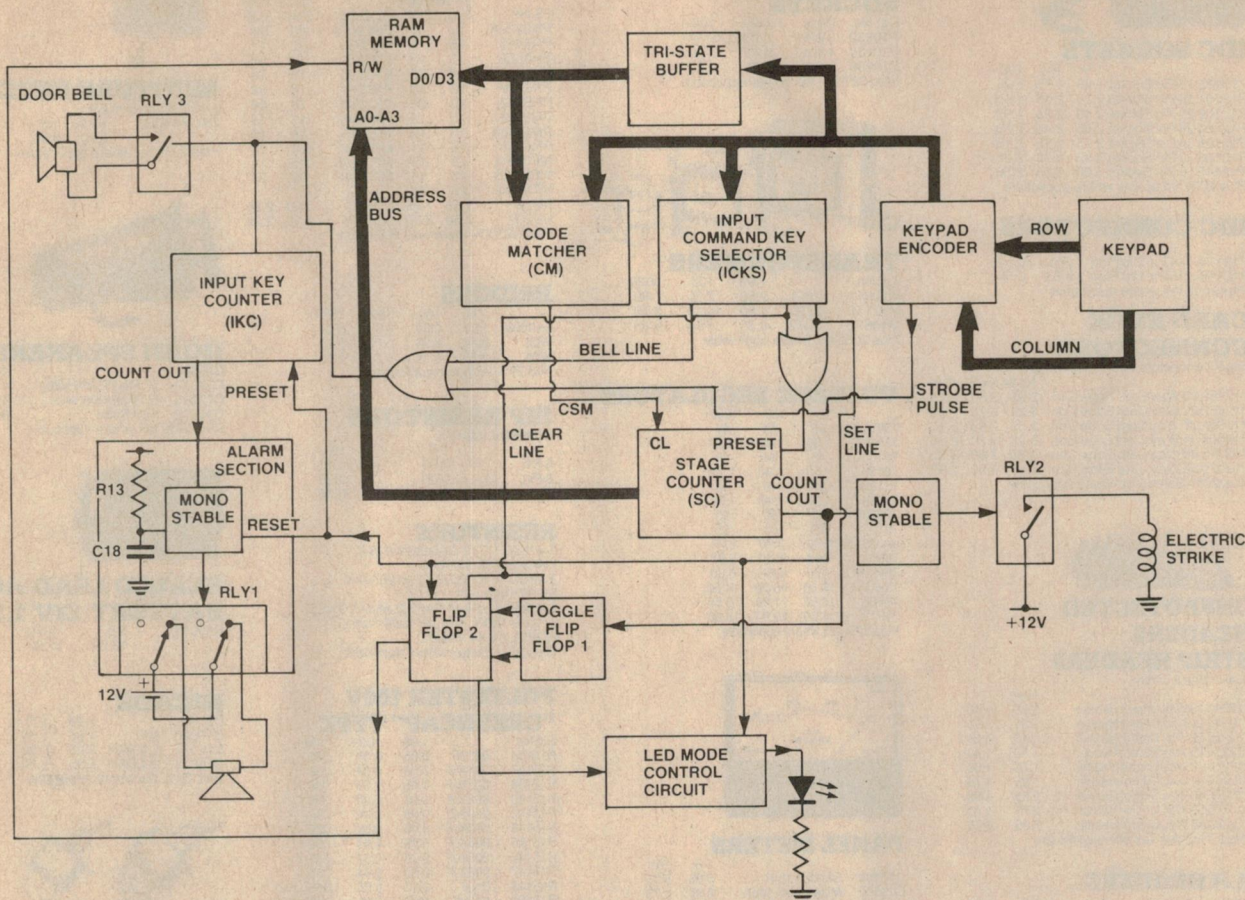 RAM
MEMORY
R/W
D0/D3
A0-A3
TRI-STATE
BUFFER
DOOR BELL
RLY 3
ADDRESS
BUS
CODE
MATCHER
(CM)
INPUT
COMMAND KEY
SELECTOR
(ICKS)
KEYPAD
ENCODER
ROW
KEYPAD
COLUMN
INPUT KEY
COUNTER
(IKC)
COUNT OUT
PRESET
BELL LINE
CSM
STROBE
PULSE
CLEAR
LINE
SET
LINE
CL
PRESET
STAGE
COUNTER
(SC)
COUNT
OUT
ALARM
SECTION
R13
MONO
STABLE
RESET
C18
RLY1
12V
+
MONO
STABLE
RLY2
ELECTRIC
STRIKE
+12V
FLIP
FLOP 2
TOGGLE
FLIP
FLOP 1
LED MODE
CONTROL
CIRCUIT